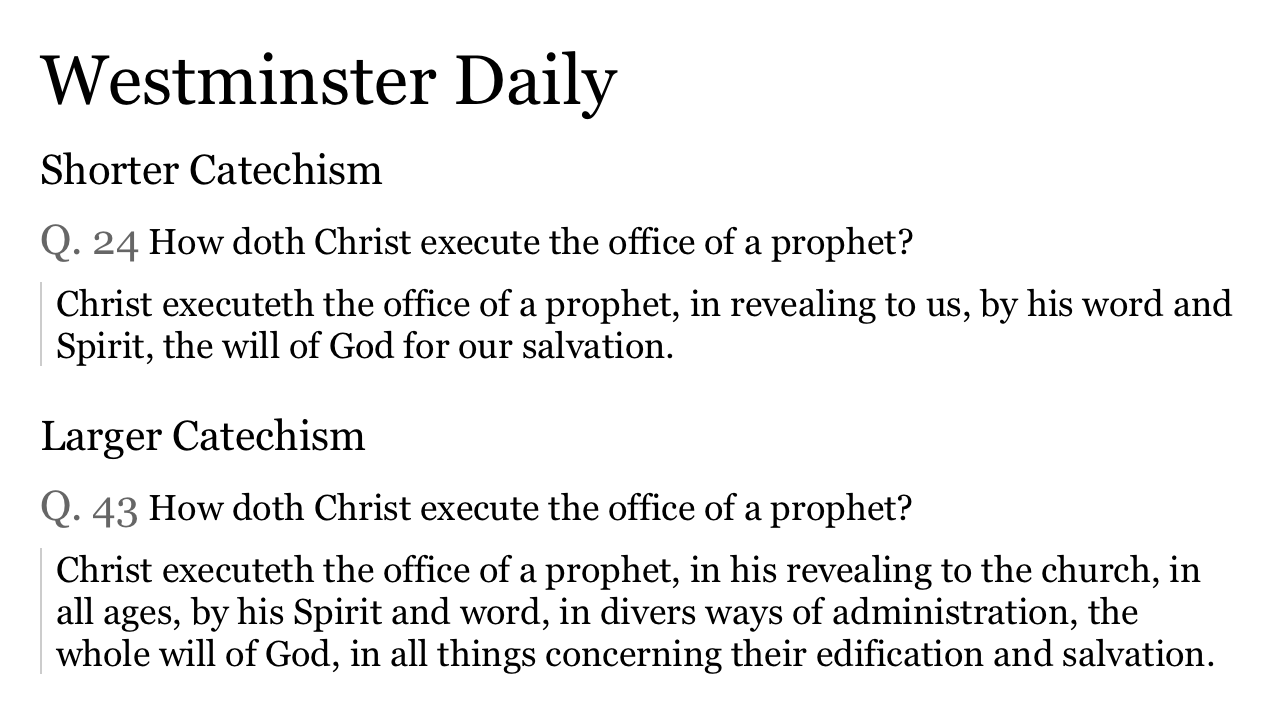 Westminster Daily
Shorter Catechism
Q. 24 How doth Christ execute the office of a prophet?
Christ executeth the office of a prophet, in revealing to us, by his word and
Spirit, the will of God for our salvation.
Larger Catechism
Q. 43 How doth Christ execute the office of a prophet?
Christ executeth the office of a prophet, in his revealing to the church, in
all ages, by his Spirit and word, in divers ways of administration, the
whole will of God, in all things concerning their edification and salvation.